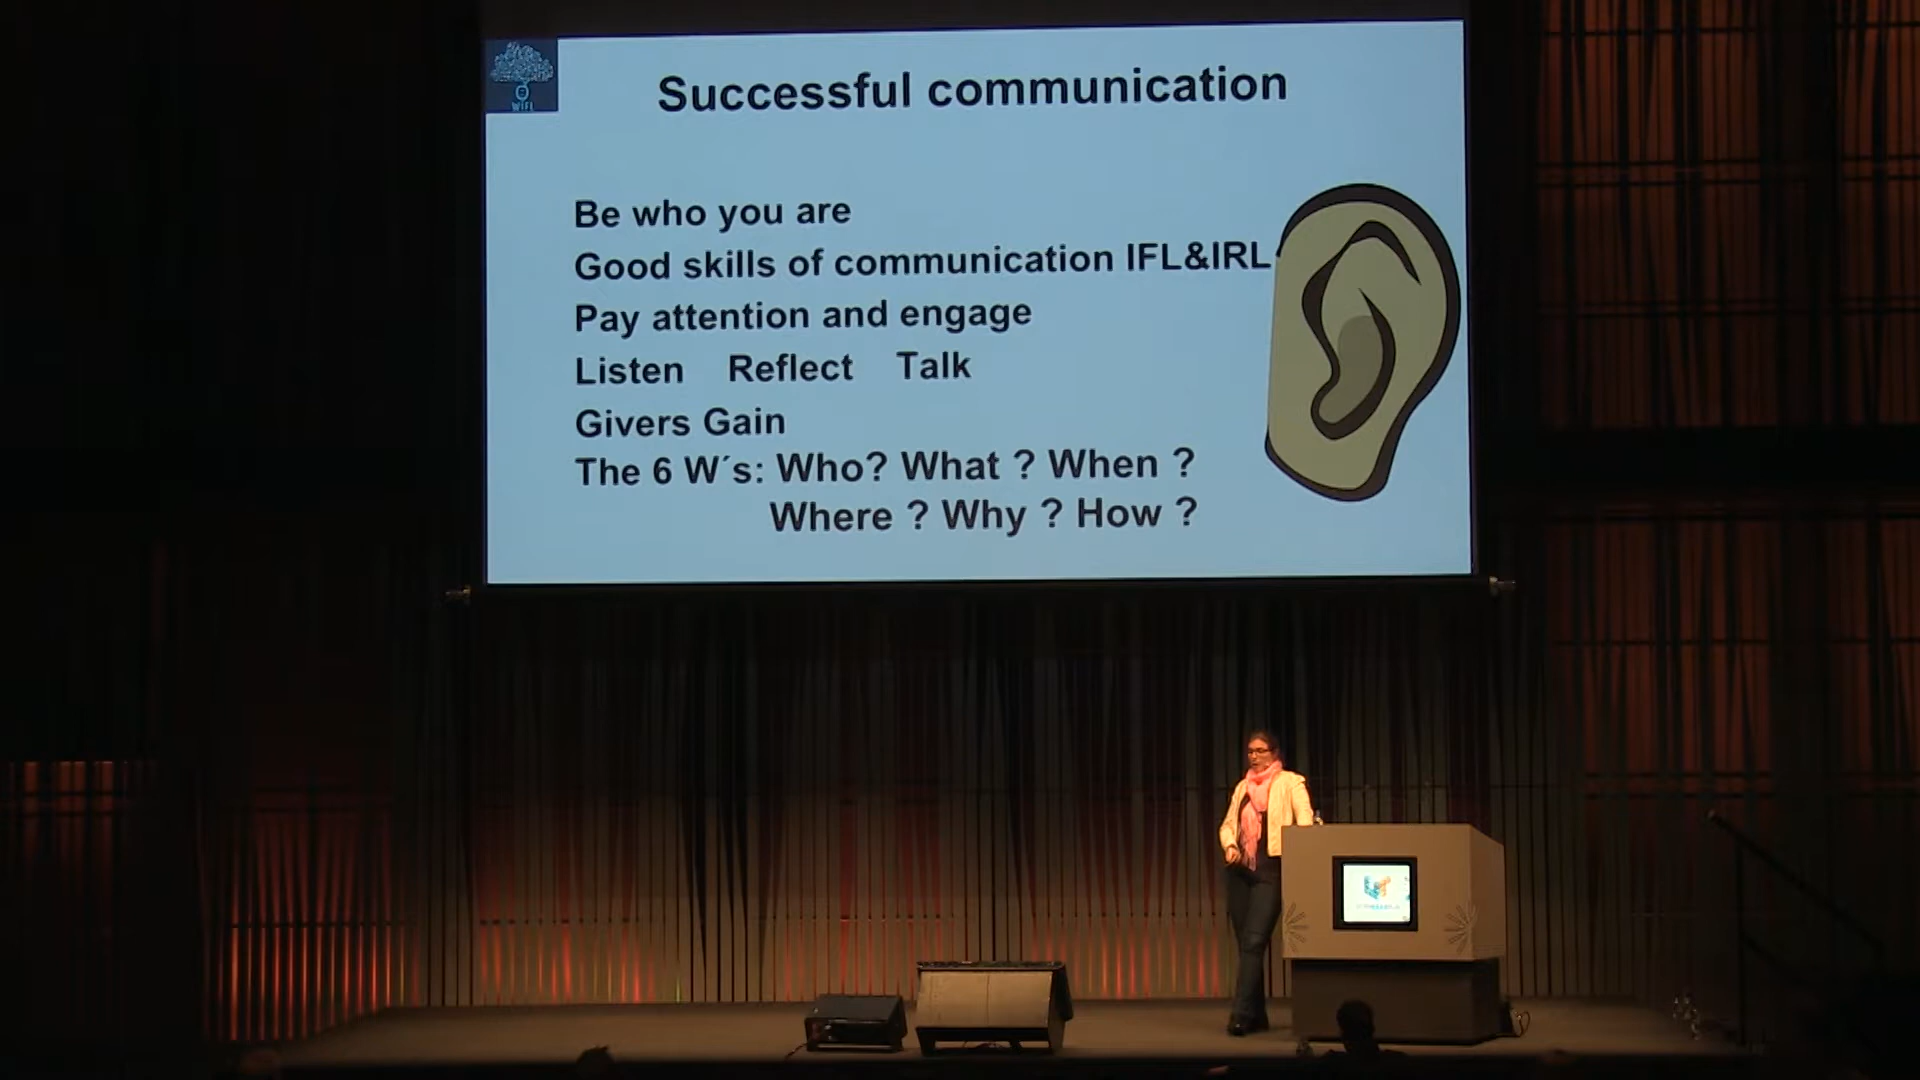 WIFL
Successful communication
Be who you are
Good skills of communication IFL&IRL
Pay attention and engage
Listen Reflect Talk
Givers Gain
The 6 W´s: Who? What ? When ?
Where ? Why ? How ?